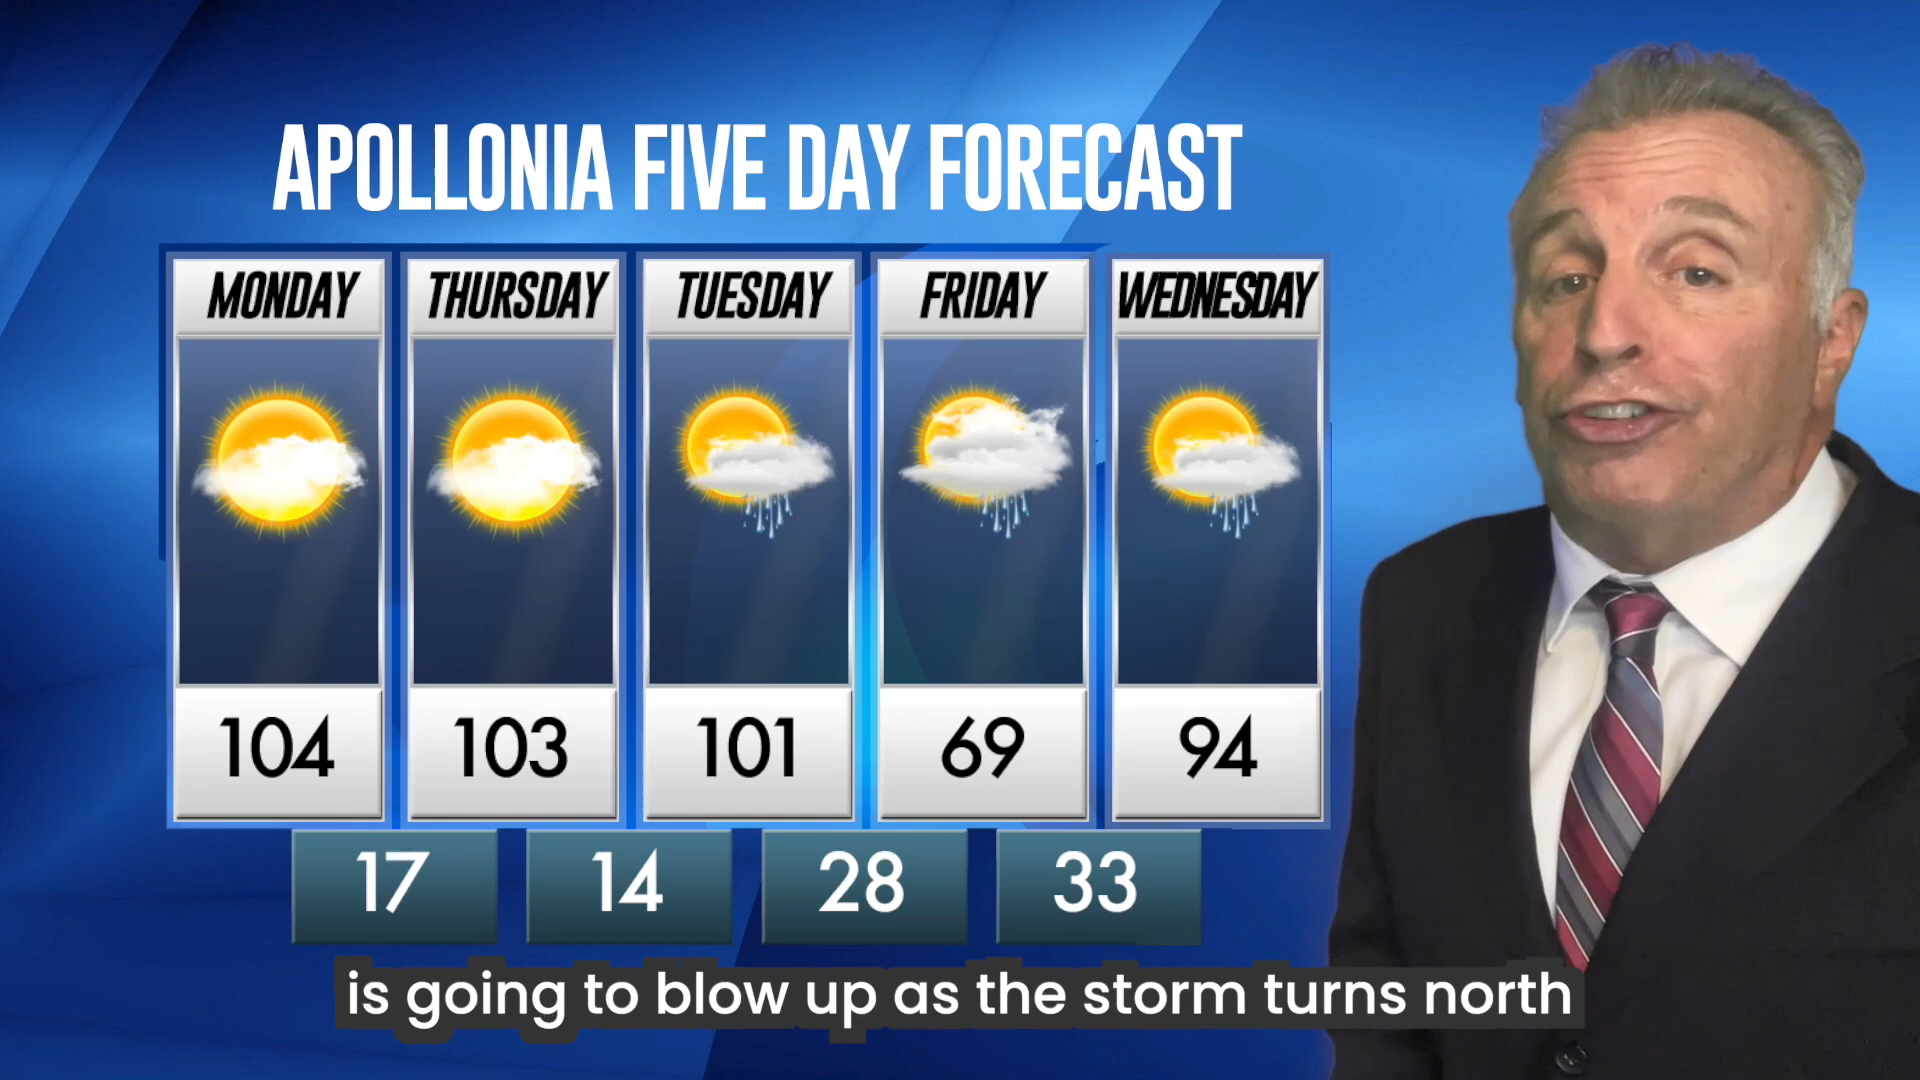 APOLLONIA FIVE DAY FORECAST
MONDAY THURSDAY TUESDAY FRIDAY WEDNESDAY
104 103 101 69 94
17 14 28 33
is going to blow up as the storm turns north